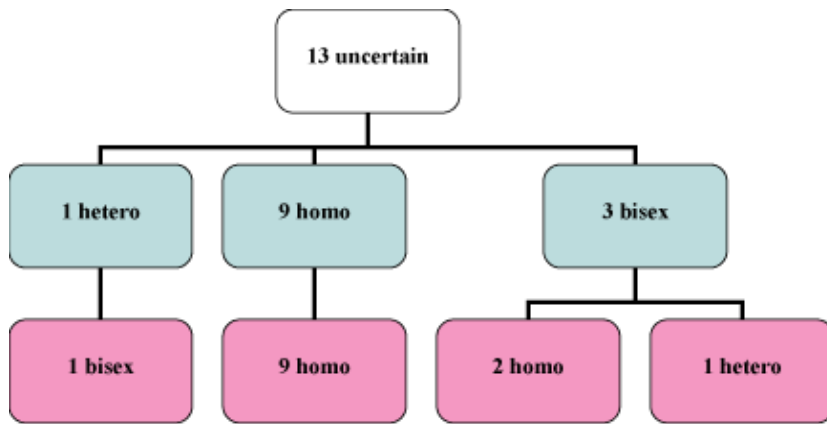 13 uncertain
1 hetero
9 homo
3 bisex
1 bisex
9 homo
2 homo
1 hetero